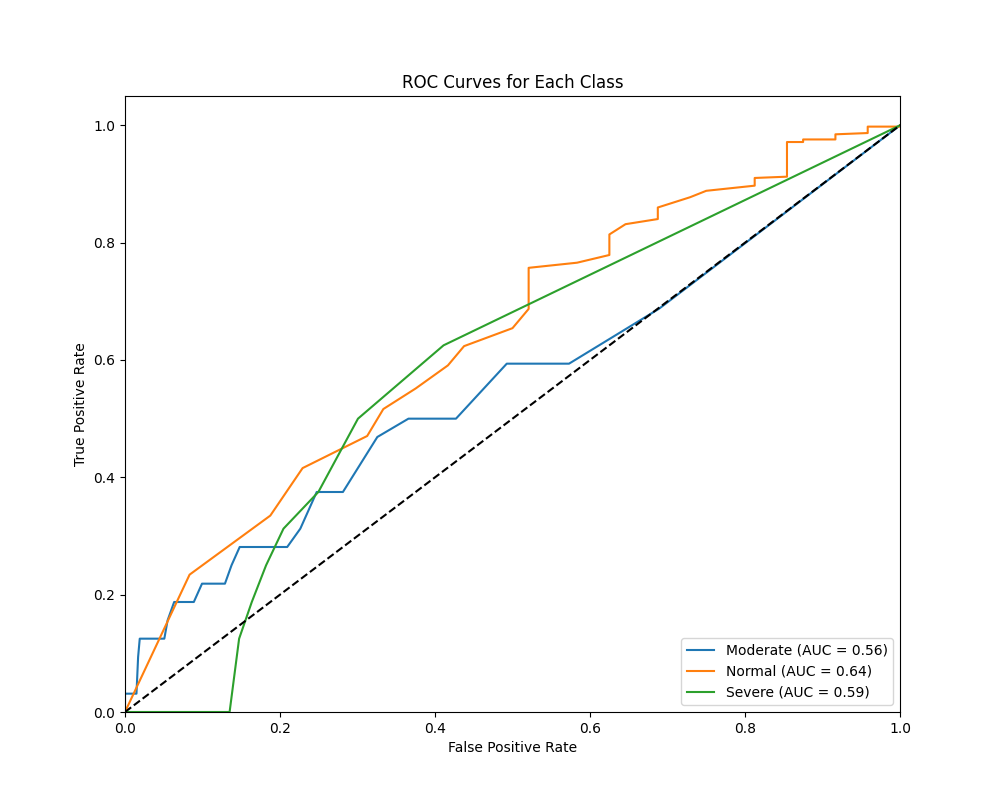 ROC Curves for Each Class
True Positive Rate
1.0
0.8
0.6
0.4
0.2
0.0
0.0 0.2 0.4 0.6 0.8 1.0
False Positive Rate
Moderate (AUC = 0.56)
Normal (AUC = 0.64)
Severe (AUC = 0.59)